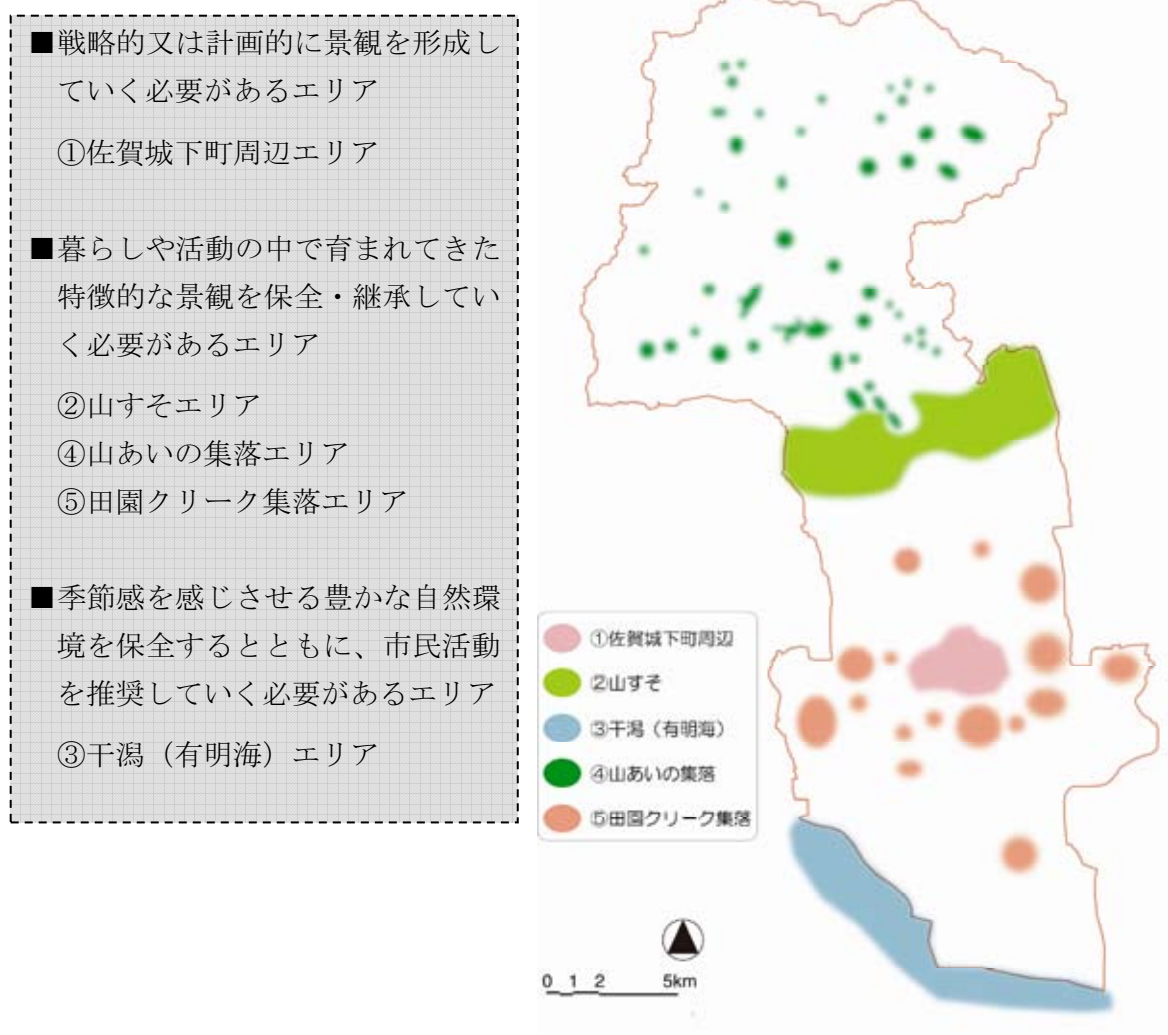 ■戦略的又は計画的に景観を形成し
ていく必要があるエリア
①佐賀城下町周辺エリア
■暮らしや活動の中で育まれてきた
特徴的な景観を保全・継承してい
く必要があるエリア
②山すそエリア
④山あいの集落エリア
⑤田園クリーク集落エリア
■季節感を感じさせる豊かな自然環
境を保全するとともに、市民活動
を推奨していく必要があるエリア
③干潟（有明海）エリア
①佐賀城下町周辺
②山すそ
③干潟（有明海）
④山あいの集落
⑤田園クリーク集落
0 1 2 5km